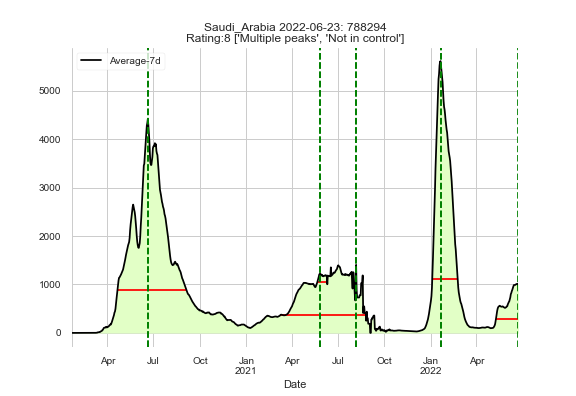 Saudi_Arabia 2022-06-23: 788294
Rating:8 ['Multiple peaks', 'Not in control']
Average-7d
5000
4000
3000
2000
1000
0
Apr Jul Oct Jan Apr Jul Oct Jan Apr
2021 2022
Date